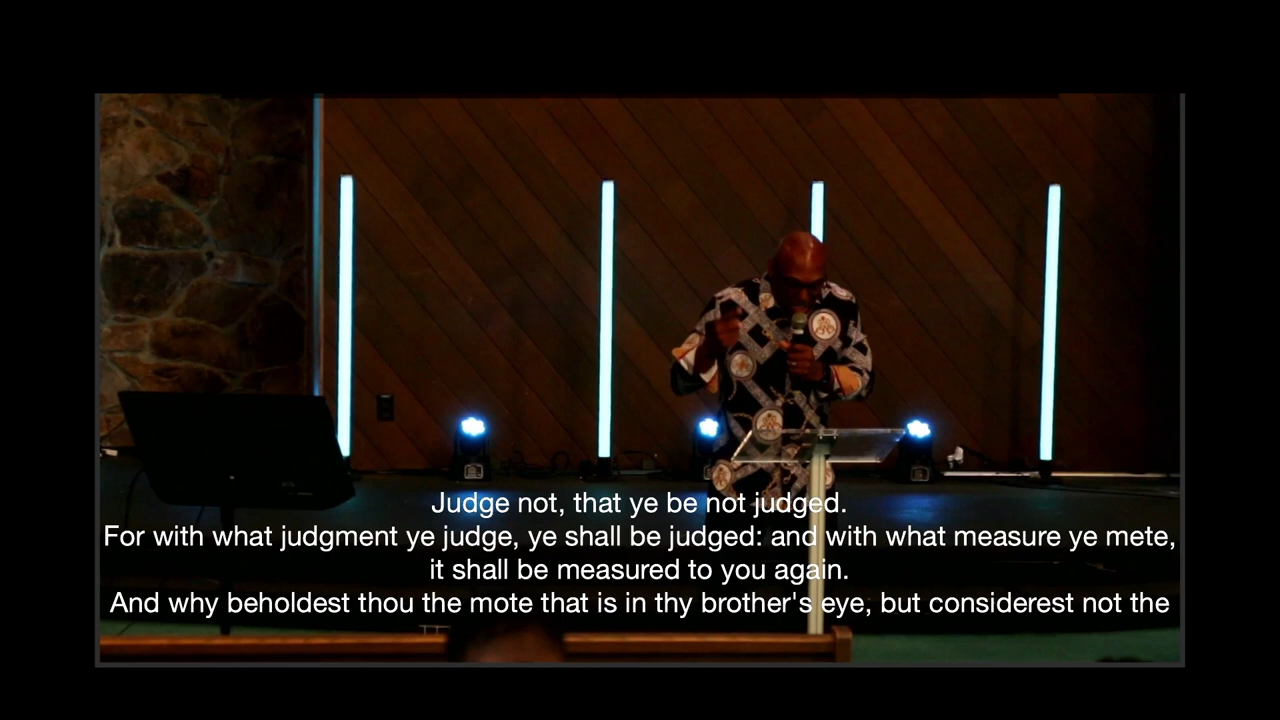 Judge not, that ye be not judged.
For with what judgment ye judge, ye shall be judged: and with what measure ye mete,
it shall be measured to you again.
And why beholdest thou the mote that is in thy brother's eye, but considerest not the